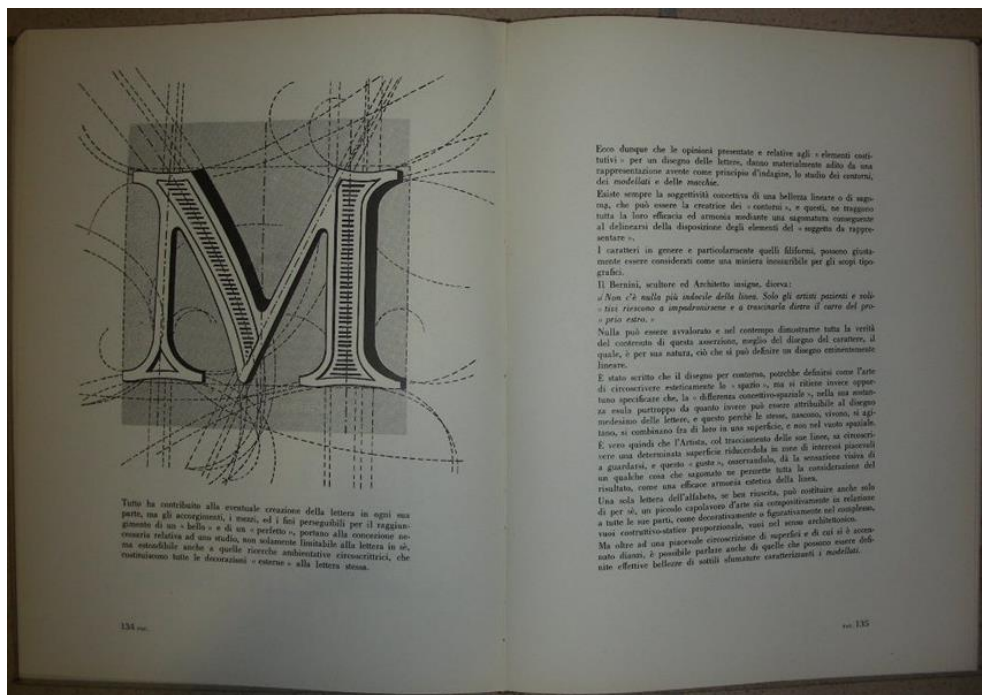 M
Tutto ha contribuito alla eventuale creazione della lettera in ogni sua
parte, ma gli accorgimenti, i mezzi, ed i fini perseguibili per il raggiun-
gimento di un « bello » e di un « perfetto », portano alla concezione ne-
cessaria relativa ad uno studio, non solamente limitabile alla lettera in sè,
ma estendibile anche a quelle ricerche ambientative circoscrittrici, che
costituiscono tutte le decorazioni « esterne » alla lettera stessa.
134 PAG.
Ecco dunque che le opinioni presentate e relative agli « elementi costi-
tutivi » per un disegno delle lettere, danno materialmente adito da una
rappresentazione avente come principio d'indagine, lo studio dei contorni,
dei modellati e delle macchie.
Esiste sempre la soggettività concettiva di una bellezza lineare o di sago-
ma, che può essere la creatrice dei « contorni », e questi, ne traggono
tutta la loro efficacia ed armonia mediante una sagomatura conseguente
al delinearsi della disposizione degli elementi del « soggetto da rappre-
sentare ».
I caratteri in genere e particolarmente quelli filiformi, possono giusta-
mente essere considerati come una miniera inesauribile per gli scopi tipo-
grafici.
Il Bernini, scultore ed Architetto insigne, diceva:
« Non c'è nulla più indocile della linea. Solo gli artisti pazienti e voli-
« tivi riescono a impadronirsene e a trascinarla dietro il carro del pro-
« prio estro. »
Nulla può essere avvalorato e nel contempo dimostrarne tutta la verità
del contenuto di questa asserzione, meglio del disegno del carattere, il
quale, è per sua natura, ciò che si può definire un disegno eminentemente
lineare.
È stato scritto che il disegno per contorno, potrebbe definirsi come l'arte
di circoscrivere esteticamente lo « spazio », ma si ritiene invece oppor-
tuno specificare che, la « differenza concettivo-spaziale », nella sua sostan-
za esula purtroppo da quanto invece può essere attribuibile al disegno
medesimo delle lettere, e questo perchè le stesse, nascono, vivono, si agi-
tano, si combinano fra di loro in una superficie, e non nel vuoto spaziale.
È vero quindi che l'Artista, col tracciamento delle sue linee, sa circoscri-
vere una determinata superficie riducendola in zone di interessi piacevoli
a guardarsi, e questo « gusto », osservandolo, dà la sensazione visiva di
un qualche cosa che sagomato ne permette tutta la considerazione del
risultato, come una efficace armonia estetica della linea.
Una sola lettera dell'alfabeto, se ben riuscita, può costituire anche solo
di per sè, un piccolo capolavoro d'arte sia compositivamente in relazione
a tutte le sue parti, come decorativamente o figurativamente nel complesso,
vuoi costruttivo-statico proporzionale, vuoi nel senso architettonico.
Ma oltre ad una piacevole circoscrizione di superfici e di cui si è accen-
nato dianzi, è possibile parlare anche di quelle che possono essere defi-
nite effettive bellezze di sottili sfumature caratterizzanti i modellati.
PAG. 135